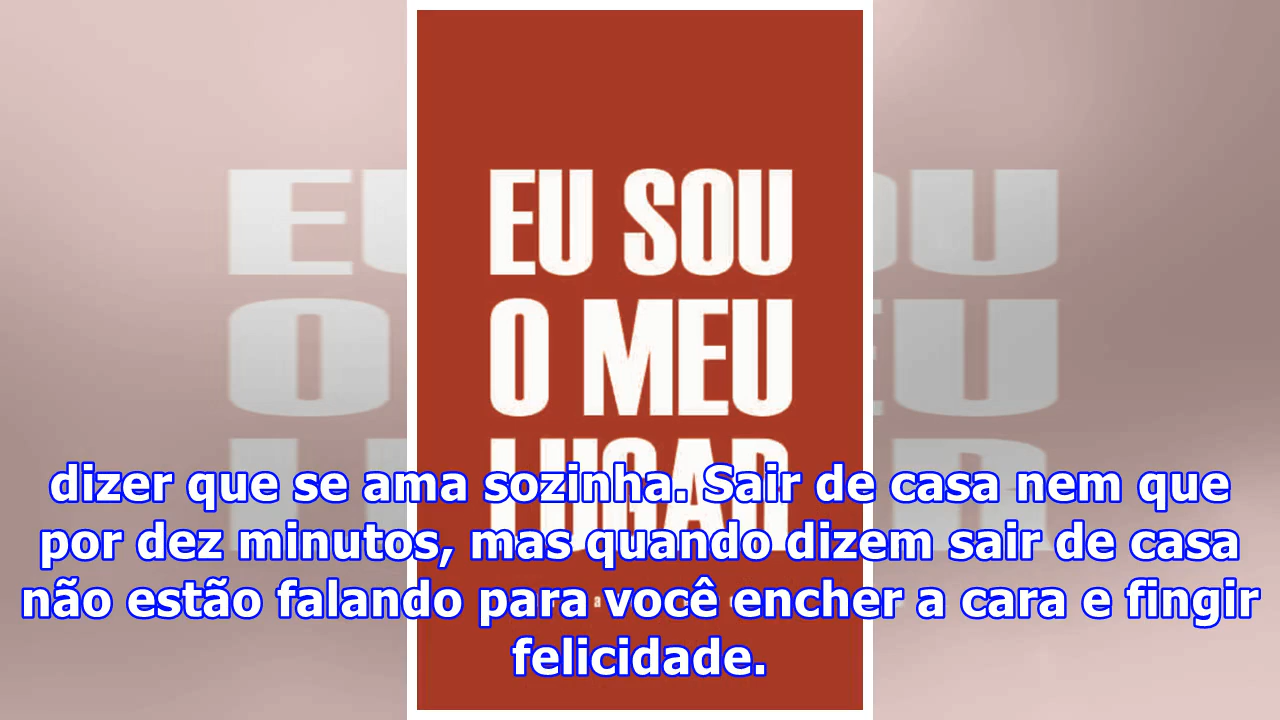 EU SOU
O MEU
LUGAR
dizer que se ama sozinha. Sair de casa nem que
por dez minutos, mas quando dizem sair de casa
não estão falando para você encher a cara e fingir
felicidade.